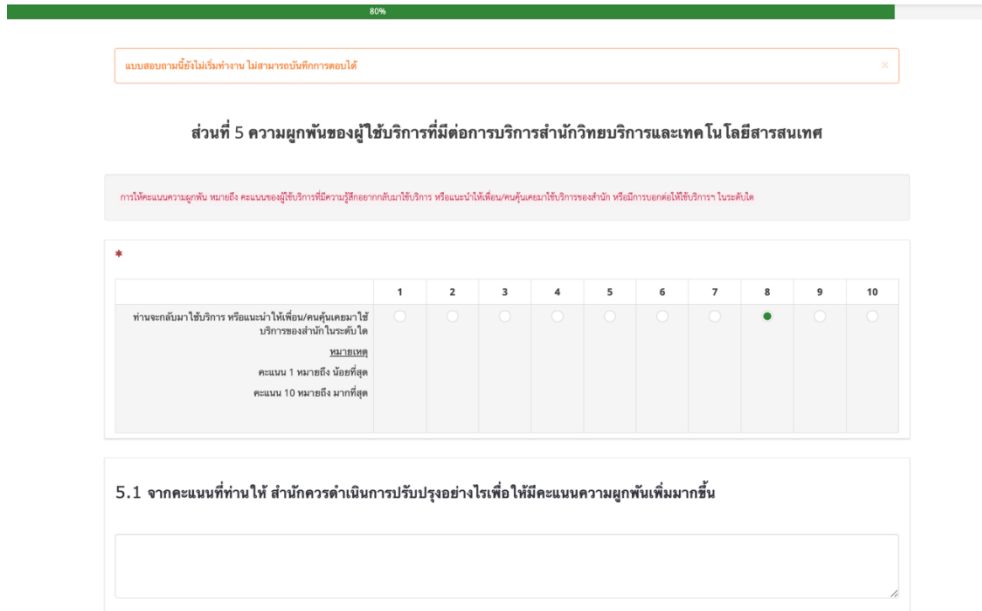 80%
แบบสอบถามนี้ยังไม่เริ่มทำงาน ไม่สามารถบันทึกการตอบได้ ×
ส่วนที่ 5 ความผูกพันของผู้ใช้บริการที่มีต่อการบริการสำนักวิทยบริการและเทคโนโลยีสารสนเทศ
การให้คะแนนความผูกพัน หมายถึง คะแนนของผู้ใช้บริการที่มีความรู้สึกอยากกลับมาใช้บริการ หรือแนะนำให้เพื่อน/คนคุ้นเคยมาใช้บริการของสำนัก หรือมีการบอกต่อให้ใช้บริการฯ ในระดับใด
*
1 2 3 4 5 6 7 8 9 10
ท่านจะกลับมาใช้บริการ หรือแนะนำให้เพื่อน/คนคุ้นเคยมาใช้
บริการของสำนักในระดับใด
หมายเหตุ
คะแนน 1 หมายถึง น้อยที่สุด
คะแนน 10 หมายถึง มากที่สุด
5.1 จากคะแนนที่ท่านให้ สำนักควรดำเนินการปรับปรุงอย่างไรเพื่อให้มีคะแนนความผูกพันเพิ่มมากขึ้น